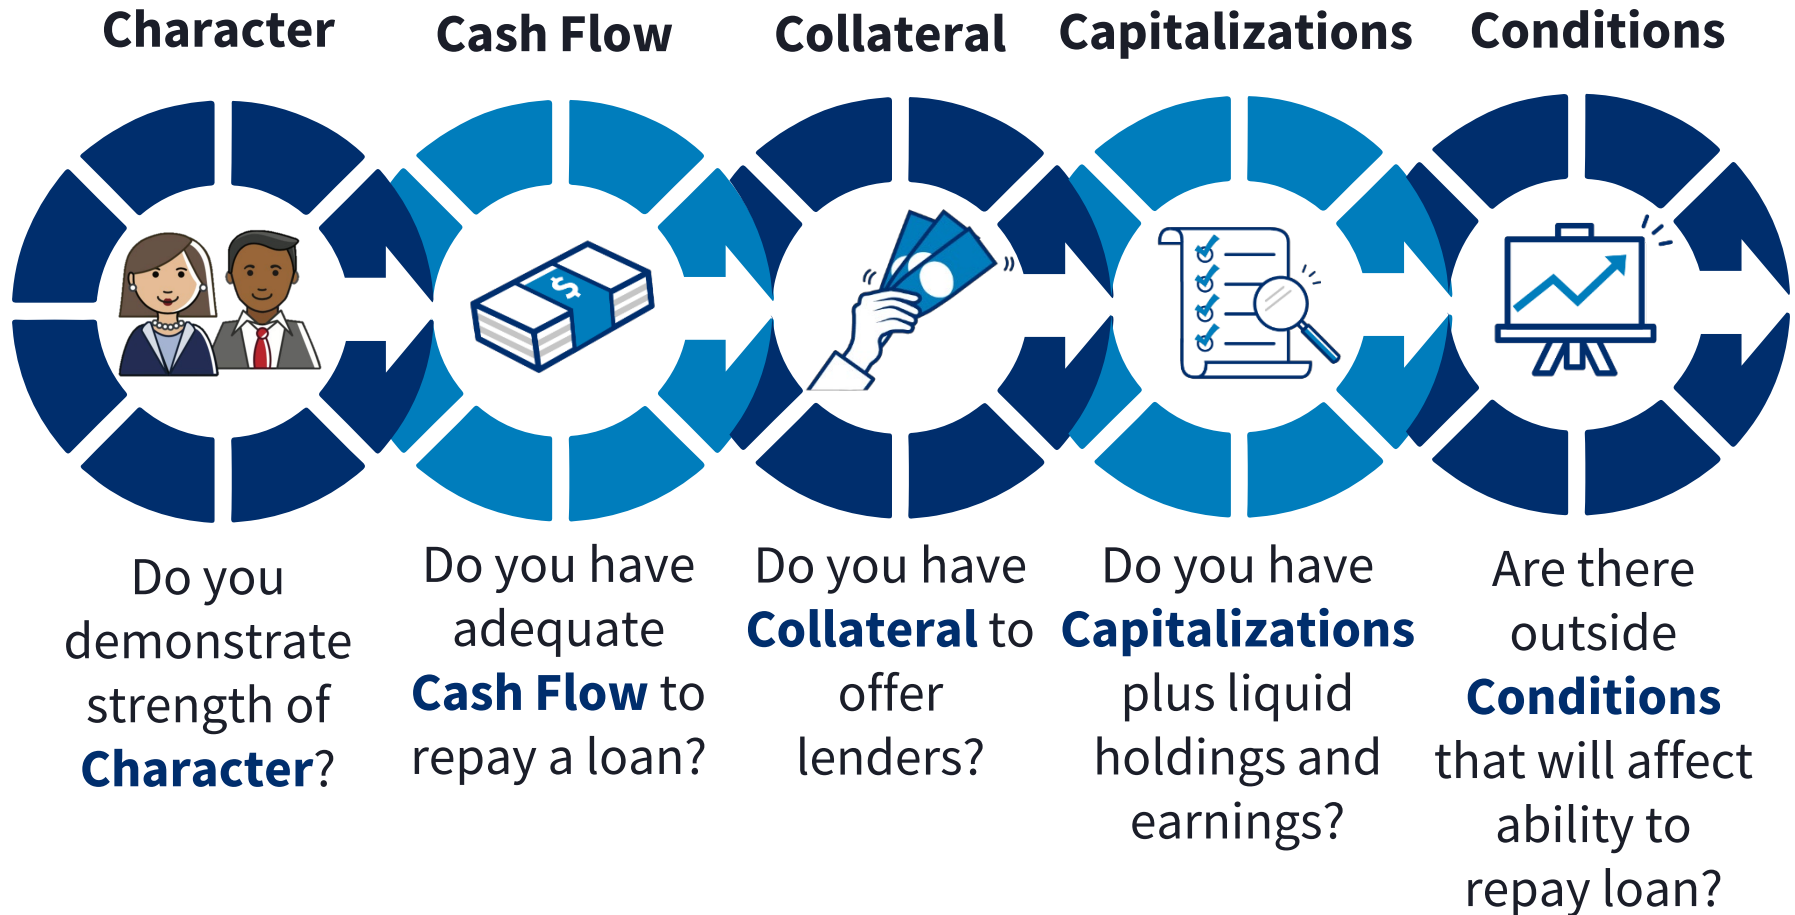 Character
Cash Flow
Collateral
Capitalizations
Conditions
$
Do you
demonstrate
strength of
Character?
Do you have
adequate
Cash Flow to
repay a loan?
Do you have
Collateral to
offer
lenders?
Do you have
Capitalizations
plus liquid
holdings and
earnings?
Are there
outside
Conditions
that will affect
ability to
repay loan?